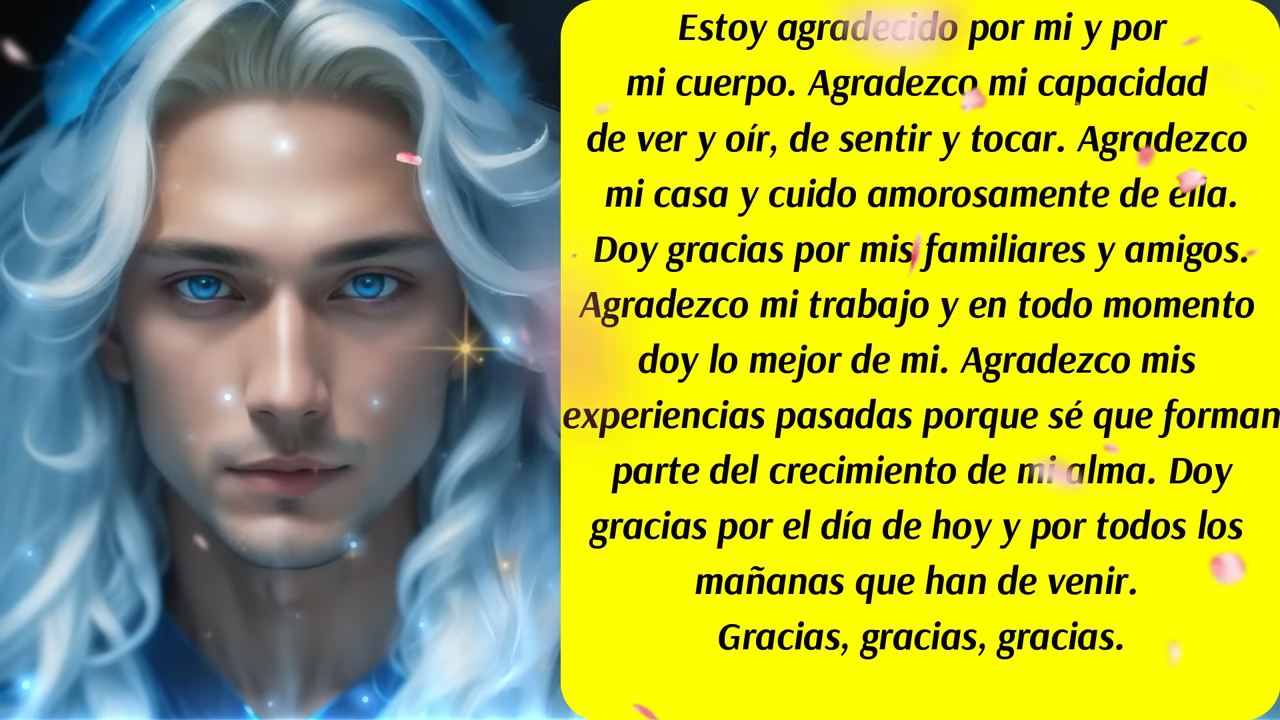 Estoy agradecido por mi y por
mi cuerpo. Agradezco mi capacidad
de ver y oír, de sentir y tocar. Agradezco
mi casa y cuido amorosamente de ella.
Doy gracias por mis familiares y amigos.
Agradezco mi trabajo y en todo momento
doy lo mejor de mi. Agradezco mis
experiencias pasadas porque sé que forman
parte del crecimiento de mi alma. Doy
gracias por el día de hoy y por todos los
mañanas que han de venir.
Gracias, gracias, gracias.